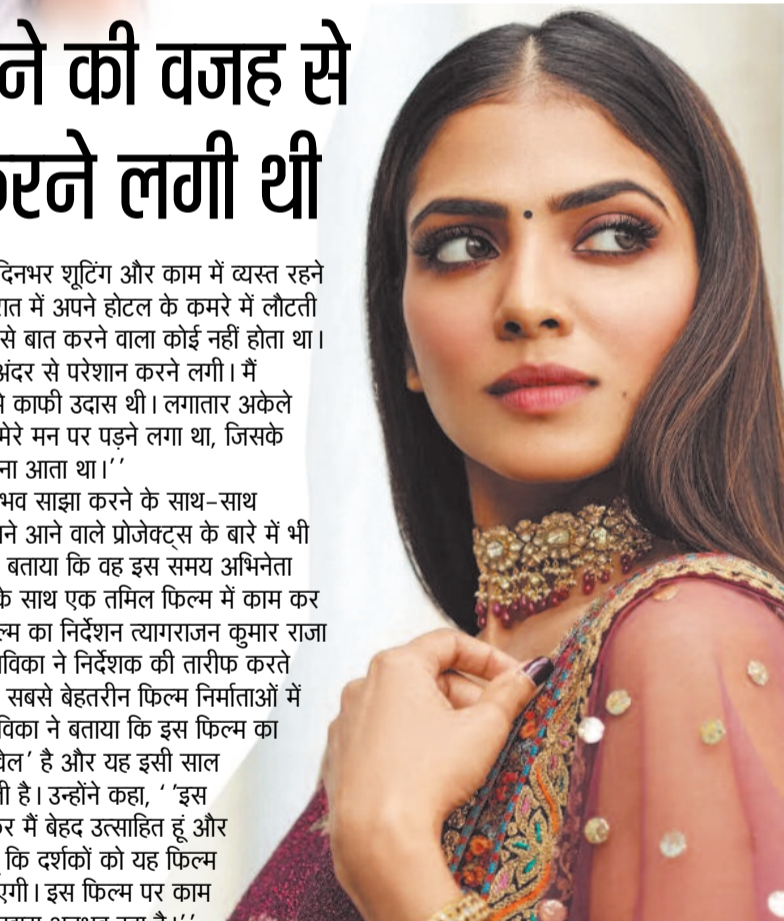 ने की वजह से
करने लगी थी
दिनभर शूटिंग और काम में व्यस्त रहने
रात में अपने होटल के कमरे में लौटती
से बात करने वाला कोई नहीं होता था।
अंदर से परेशान करने लगी। मैं
काफी उदास थी। लगातार अकेले
मेरे मन पर पड़ने लगा था, जिसके
ना आता था।’’
भव साझा करने के साथ-साथ
ने आने वाले प्रोजेक्ट्स के बारे में भी
बताया कि वह इस समय अभिनेता
के साथ एक तमिल फिल्म में काम कर
ल्म का निर्देशन त्यागराजन कुमार राजा
विका ने निर्देशक की तारीफ करते
सबसे बेहतरीन फिल्म निर्माताओं में
विका ने बताया कि इस फिल्म का
वेल’ है और यह इसी साल
है। उन्होंने कहा, ‘‘इस
मैं बेहद उत्साहित हूं और
कि दर्शकों को यह फिल्म
एगी। इस फिल्म पर काम